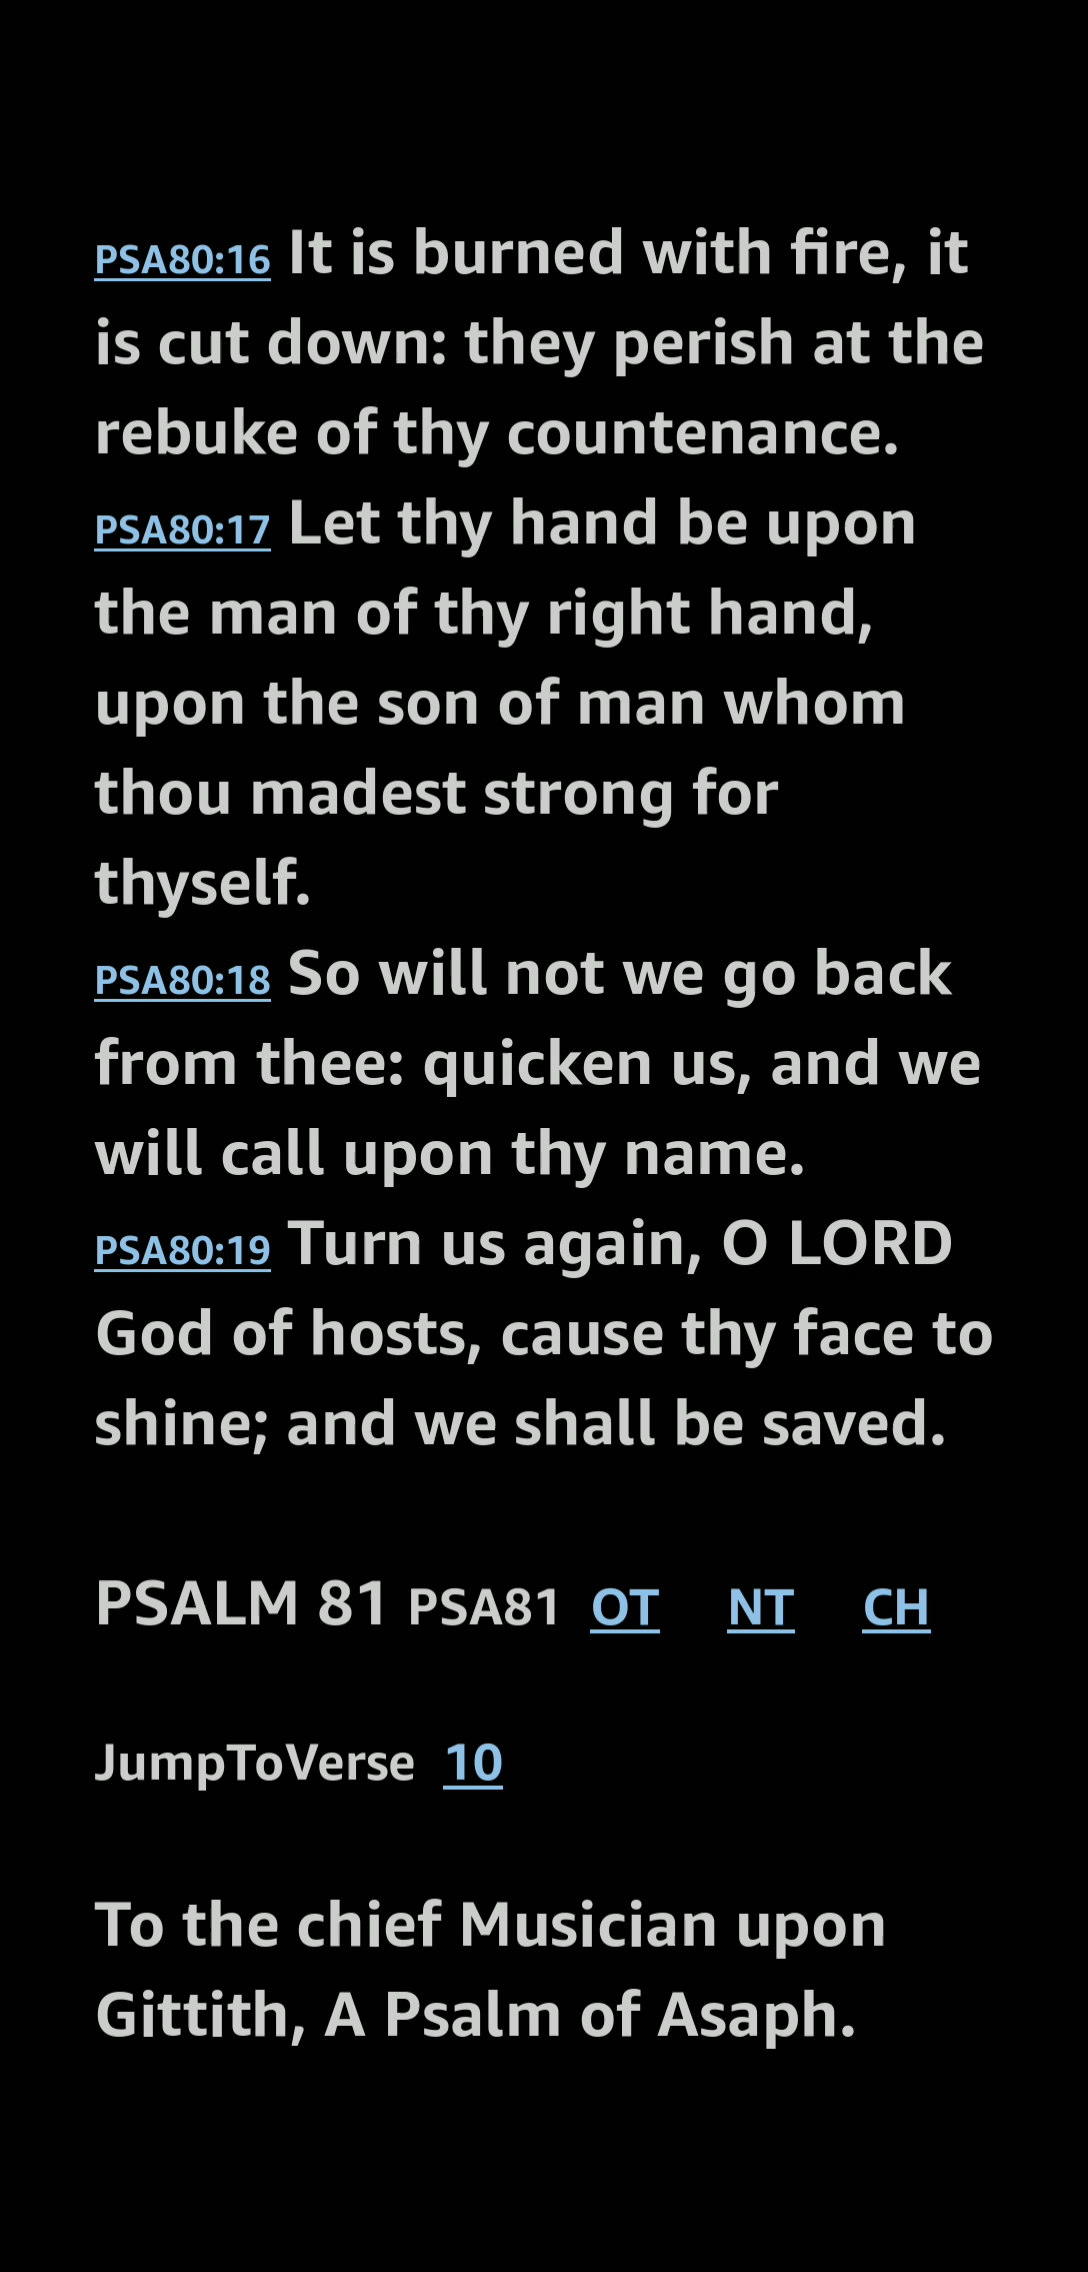 PSA80:16 It is burned with fire, it
is cut down: they perish at the
rebuke of thy countenance.
PSA80:17 Let thy hand be upon
the man of thy right hand,
upon the son of man whom
thou madest strong for
thyself.
PSA80:18 So will not we go back
from thee: quicken us, and we
will call upon thy name.
PSA80:19 Turn us again, O LORD
God of hosts, cause thy face to
shine; and we shall be saved.
PSALM 81 PSA81 OT NT CH
JumpToVerse 10
To the chief Musician upon
Gittith, A Psalm of Asaph.